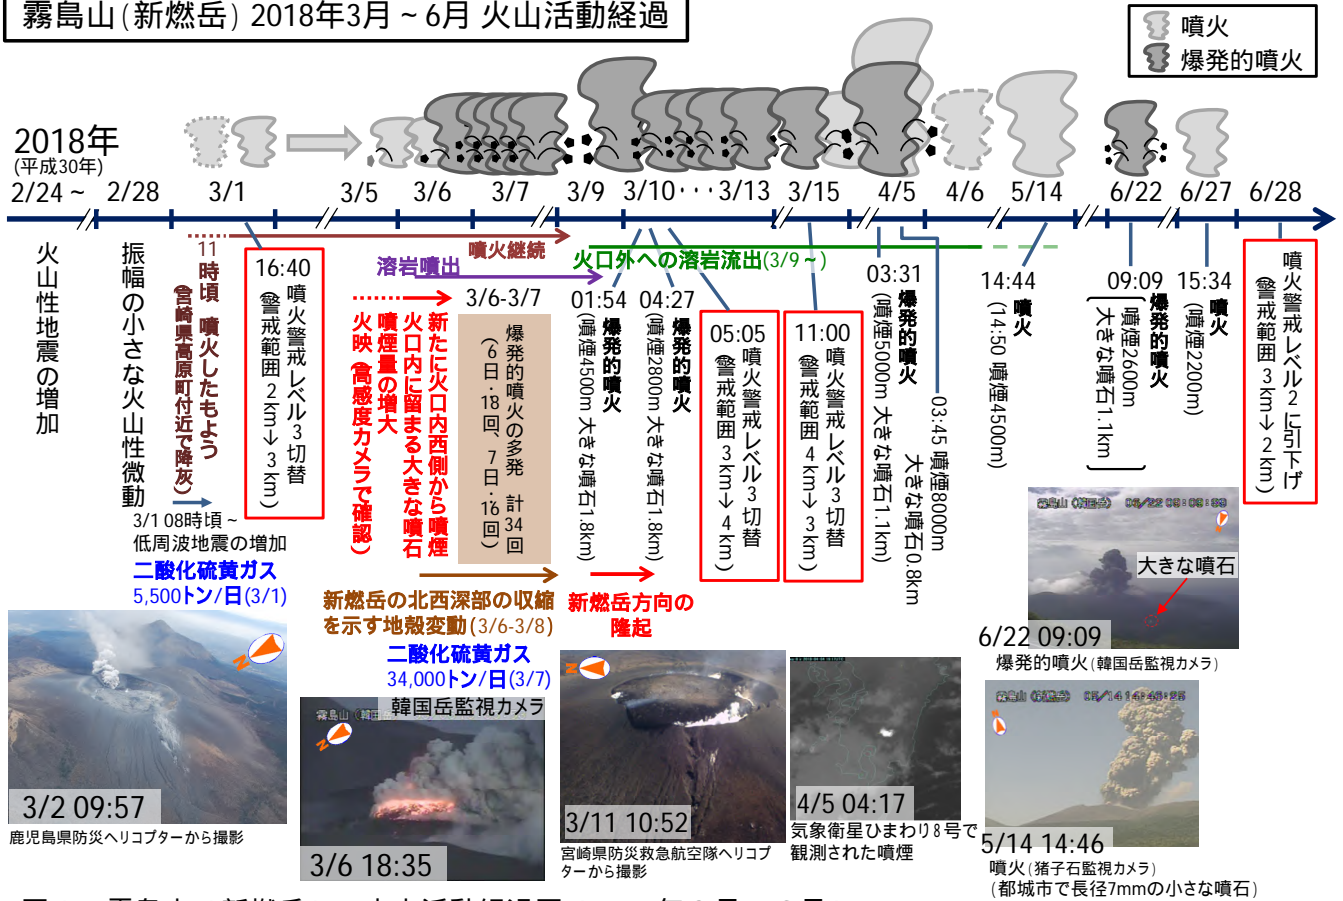 霧島山(新燃岳) 2018年3月~6月 火山活動経過
噴火
爆発的噴火
2018年
(平成30年)
2/24~
2/28
3/1
3/5
3/6
3/7
3/9
3/10・・・3/13
3/15
4/5
4/6
5/14
6/22
6/27
6/28
火山性地震の増加
振幅の小さな火山性微動
11時頃 噴火したもよう
(宮崎県高原町付近で降灰)
3/1 08時頃~
低周波地震の増加
二酸化硫黄ガス
5,500トン/日(3/1)
16:40
噴火警戒レベル3切替
(警戒範囲2km→3km)
噴火継続
溶岩噴出
火口外への溶岩流出(3/9~)
新たに火口内西側から噴煙
火口内に留まる大きな噴石
噴煙量の増大
火映(高感度カメラで確認)
3/6-3/7
爆発的噴火の多発 計34回
(6日・18回、7日・16回)
新燃岳の北西深部の収縮
を示す地殻変動(3/6-3/8)
二酸化硫黄ガス
34,000トン/日(3/7)
01:54
爆発的噴火
(噴煙4500m 大きな噴石1.8km)
04:27
爆発的噴火
(噴煙2800m 大きな噴石1.8km)
新燃岳方向の
隆起
05:05
噴火警戒レベル3切替
(警戒範囲3km→4km)
11:00
噴火警戒レベル3切替
(警戒範囲4km→3km)
03:31
爆発的噴火
(噴煙5000m 大きな噴石1.1km)
03:45 噴煙8000m
大きな噴石0.8km
14:44
噴火
(14:50 噴煙4500m)
09:09
爆発的噴火
噴煙2600m
大きな噴石1.1km
15:34
噴火
(噴煙2200m)
噴火警戒レベル2に引下げ
(警戒範囲3km→2km)
N
3/2 09:57
鹿児島県防災ヘリコプターから撮影
韓国岳監視カメラ
霧島山(韓国岳
N
3/6 18:35
N
3/11 10:52
宮崎県防災救急航空隊ヘリコプ
ターから撮影
4/5 04:17
気象衛星ひまわり8号で
観測された噴煙
霧島山(韓国岳) 06/22 09:09:39
大きな噴石
6/22 09:09
爆発的噴火(韓国岳監視カメラ)
05/14 14:46:25
5/14 14:46
噴火(猪子石監視カメラ)
(都城市で長径7mmの小さな噴石)